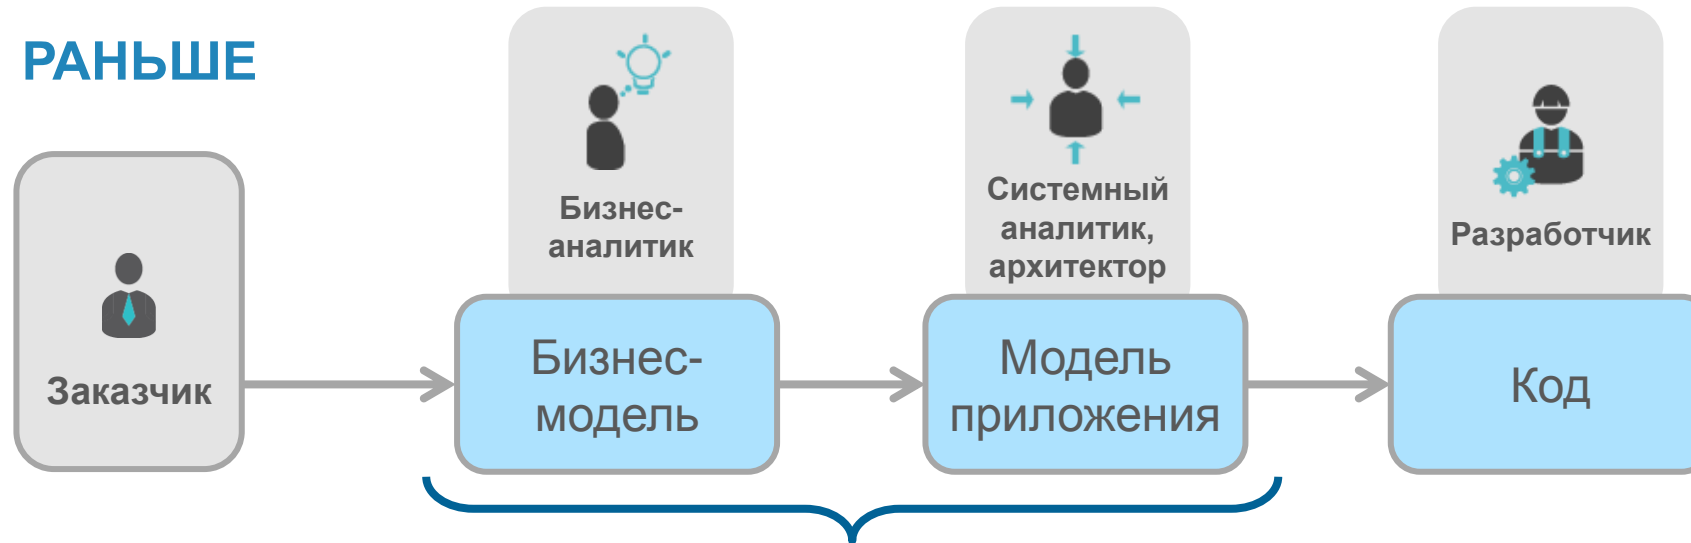 РАНЬШЕ
Заказчик
Бизнес-
аналитик
Бизнес-
модель
Системный
аналитик,
архитектор
Модель
приложения
Разработчик
Код